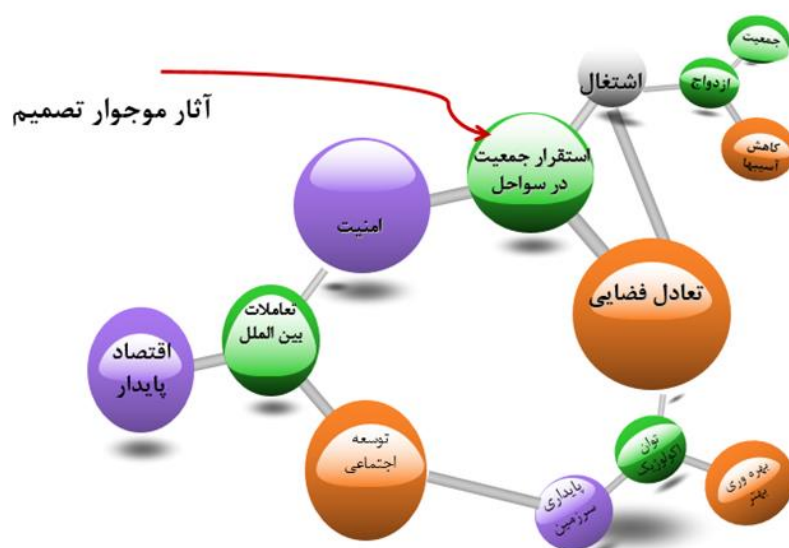 آثار موجوار تصمیم
جمعیت
ازدواج
اشتغال
کاهش
آسیبها
استقرار جمعیت
در سواحل
امنیت
تعادل فضایی
تعاملات
بین الملل
اقتصاد
پایدار
توسعه
اجتماعی
توان
اکولوژیک
بهره وری
بهتر
پایداری
سرزمین